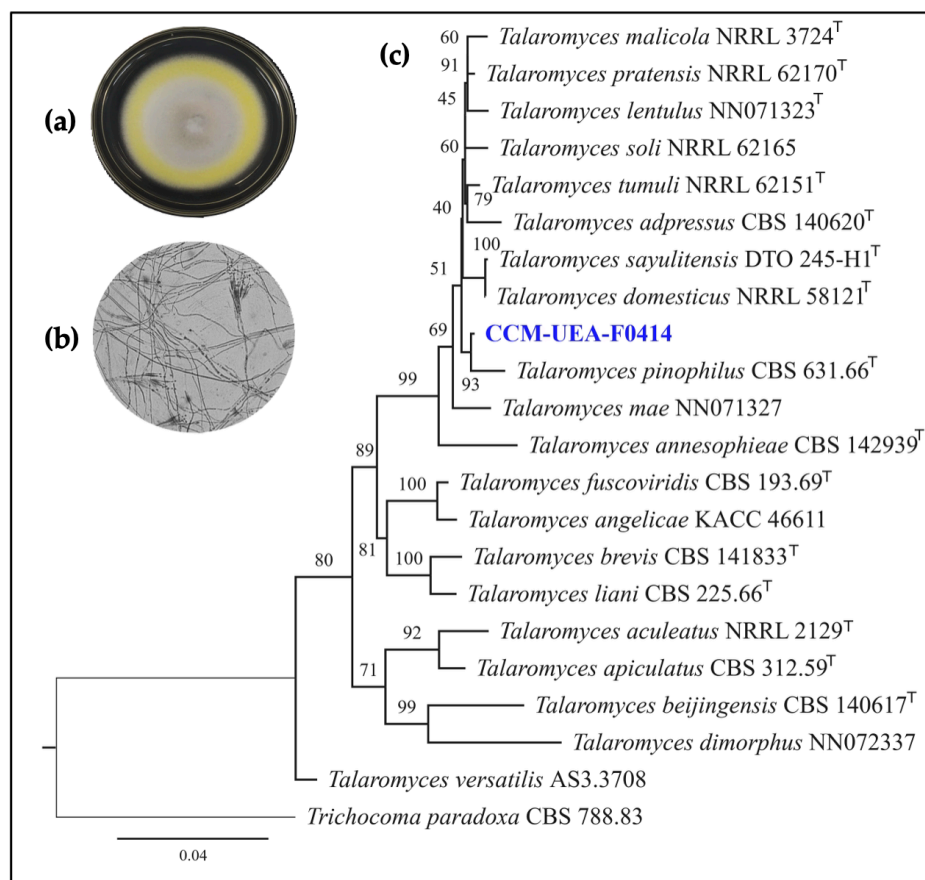 (a)
(b)
(c)
60
Talaromyces malicola NRRL 3724T
91
Talaromyces pratensis NRRL 62170T
45
Talaromyces lentulus NN071323T
60
Talaromyces soli NRRL 62165
Talaromyces tumuli NRRL 62151T
79
40
Talaromyces adpressus CBS 140620T
100
Talaromyces sayulitensis DTO 245-H1T
51
Talaromyces domesticus NRRL 58121T
69
CCM-UEA-F0414
Talaromyces pinophilus CBS 631.66T
93
99
Talaromyces mae NN071327
Talaromyces annesophieae CBS 142939T
89
100
Talaromyces fuscoviridis CBS 193.69T
Talaromyces angelicae KACC 46611
81
80
100
Talaromyces brevis CBS 141833T
Talaromyces liani CBS 225.66T
92
Talaromyces aculeatus NRRL 2129T
71
Talaromyces apiculatus CBS 312.59T
99
Talaromyces beijingensis CBS 140617T
Talaromyces dimorphus NN072337
Talaromyces versatilis AS3.3708
Trichocoma paradoxa CBS 788.83
0.04